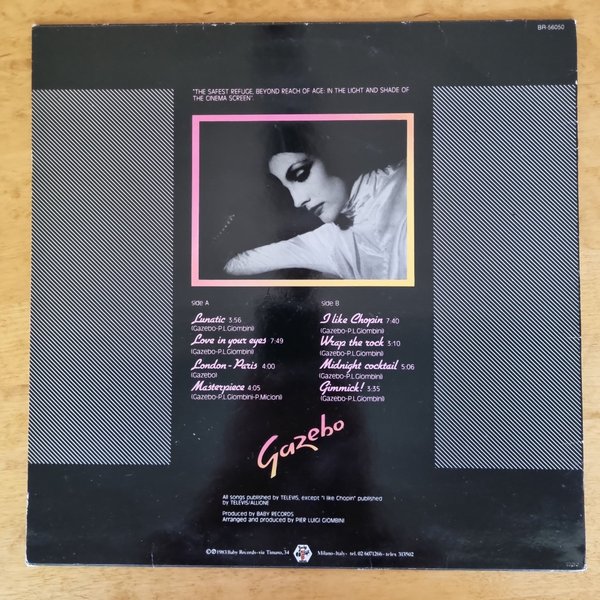 BR-56050
"THE SAFEST REFUGE, BEYOND REACH OF AGE: IN THE LIGHT AND SHADE OF
THE CINEMA SCREEN".
side A
Lunatic 3:56
(Gazebo-P.L.Giombini)
Love in your eyes 7:49
(Gazebo-P.L.Giombini)
London-Paris 4:00
(Gazebo)
Masterpiece 4:05
(Gazebo-P.L.Giombini-P.Micioni)
side B
I like Chopin 7:40
(Gazebo-P.L.Giombini)
Wrap the rock 3:10
(Gazebo-P.L.Giombini)
Midnight cocktail 5:06
(Gazebo-P.L.Giombini)
Gimmick! 3:35
(Gazebo-P.L.Giombini)
Gazebo
All songs published by TELEVIS, except "I like Chopin" published
by TELEVIS/ALLIONE
Produced by BABY RECORDS
Arranged and produced by PIER LUIGI GIOMBINI
©℗1983 Baby Records-via Timavo, 34 Milano-Italy- tel. 02 6071266-telex 313502